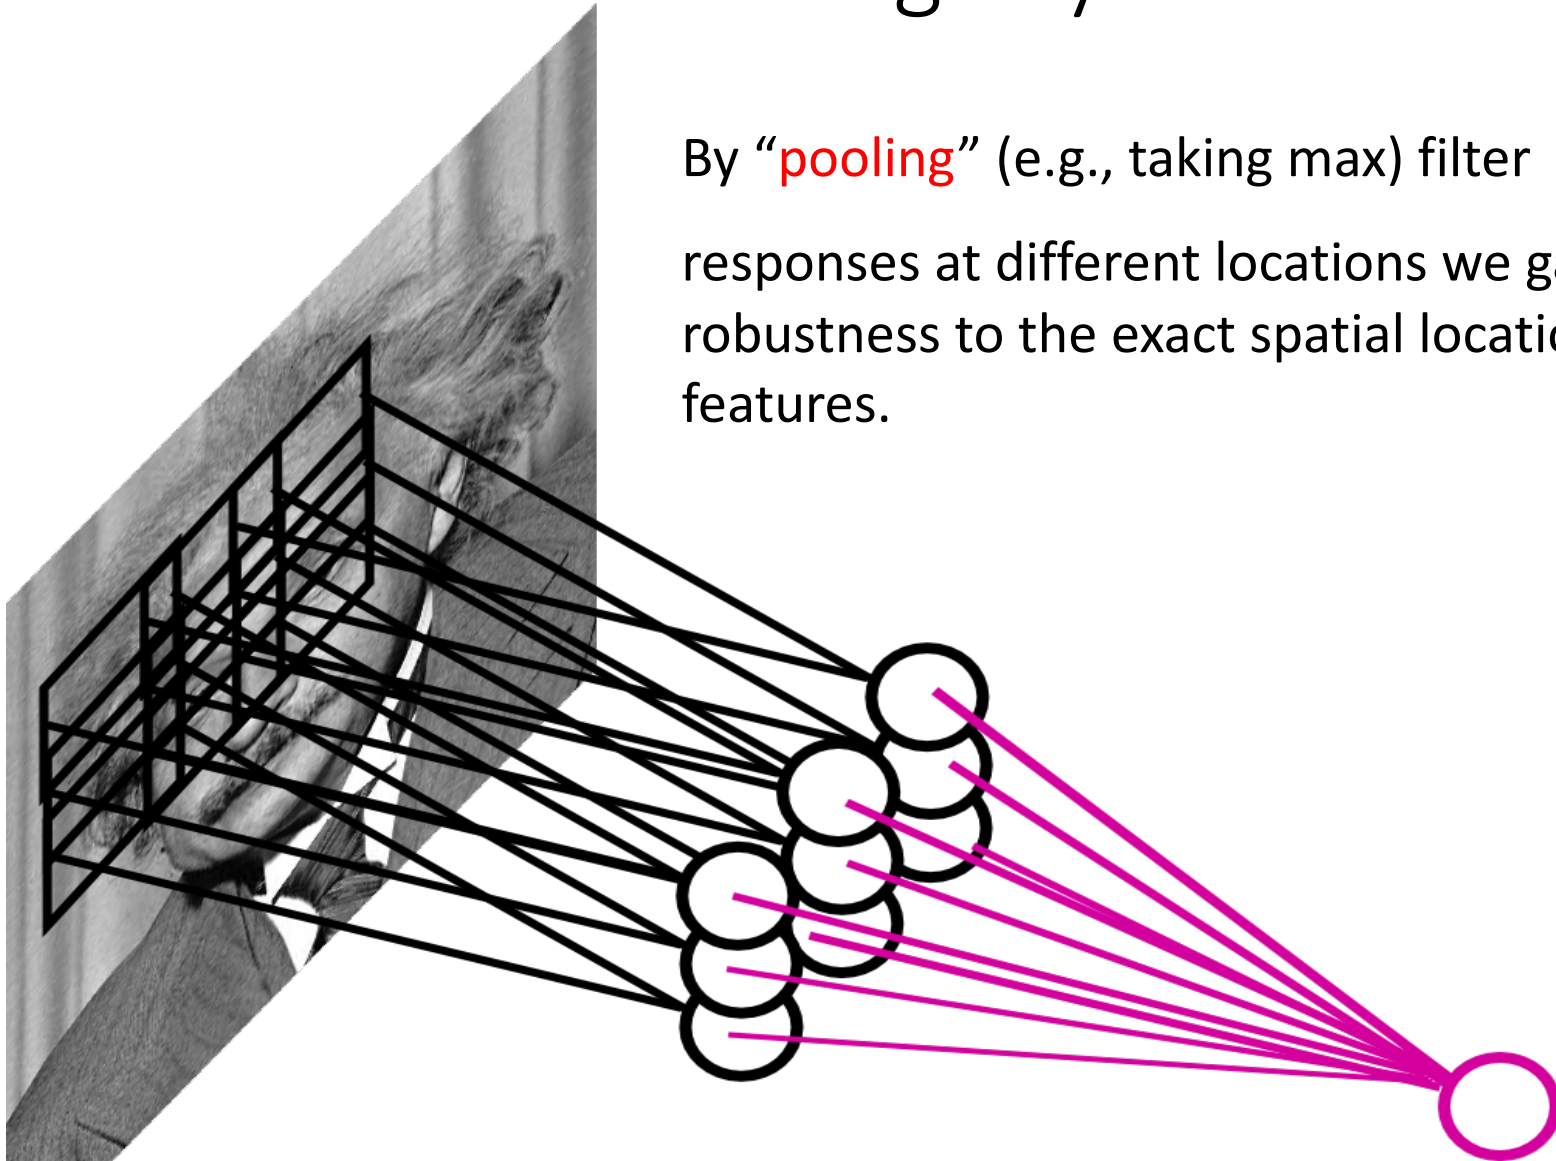 By “pooling” (e.g., taking max) filter
responses at different locations we
robustness to the exact spatial
features.